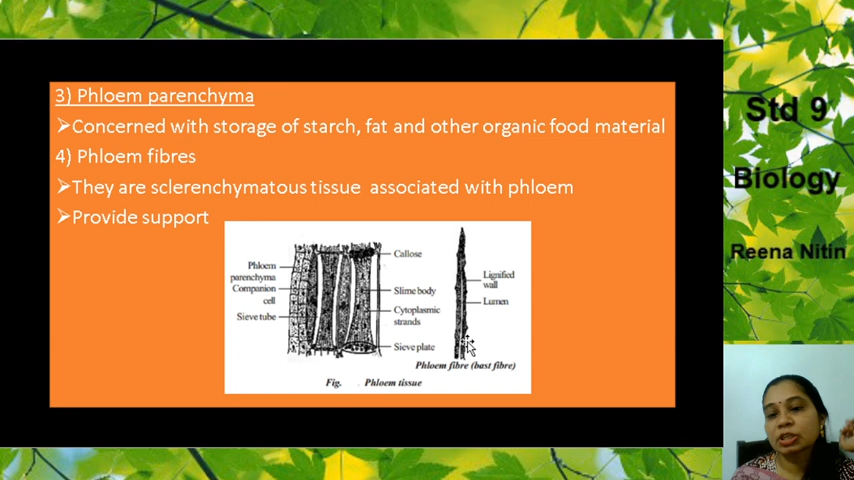 3) Phloem parenchyma
➢Concerned with storage of starch, fat and other organic food material
4) Phloem fibres
➢They are sclerenchymatous tissue associated with phloem
➢Provide support
Phloem
parenchyma
Companion
cell
Sieve tube
Callose
Slime body
Cytoplasmic
strands
Sieve plate
Lignified
wall
Lumen
Phloem fibre (bast fibre)
Fig. Phloem tissue
Std 9
Biology
Reena Nitin